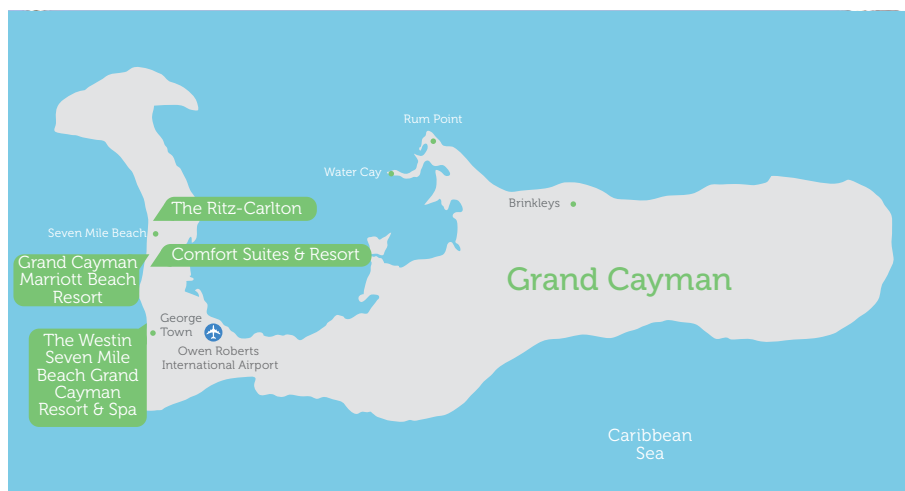 Rum Point
Water Cay
The Ritz-Carlton
Brinkleys
Seven Mile Beach
Comfort Suites & Resort
Grand Cayman
Marriott Beach
Resort
Grand Cayman
George
Town
The Westin
Seven Mile
Beach Grand
Cayman
Resort & Spa
Owen Roberts
International Airport
Caribbean
Sea